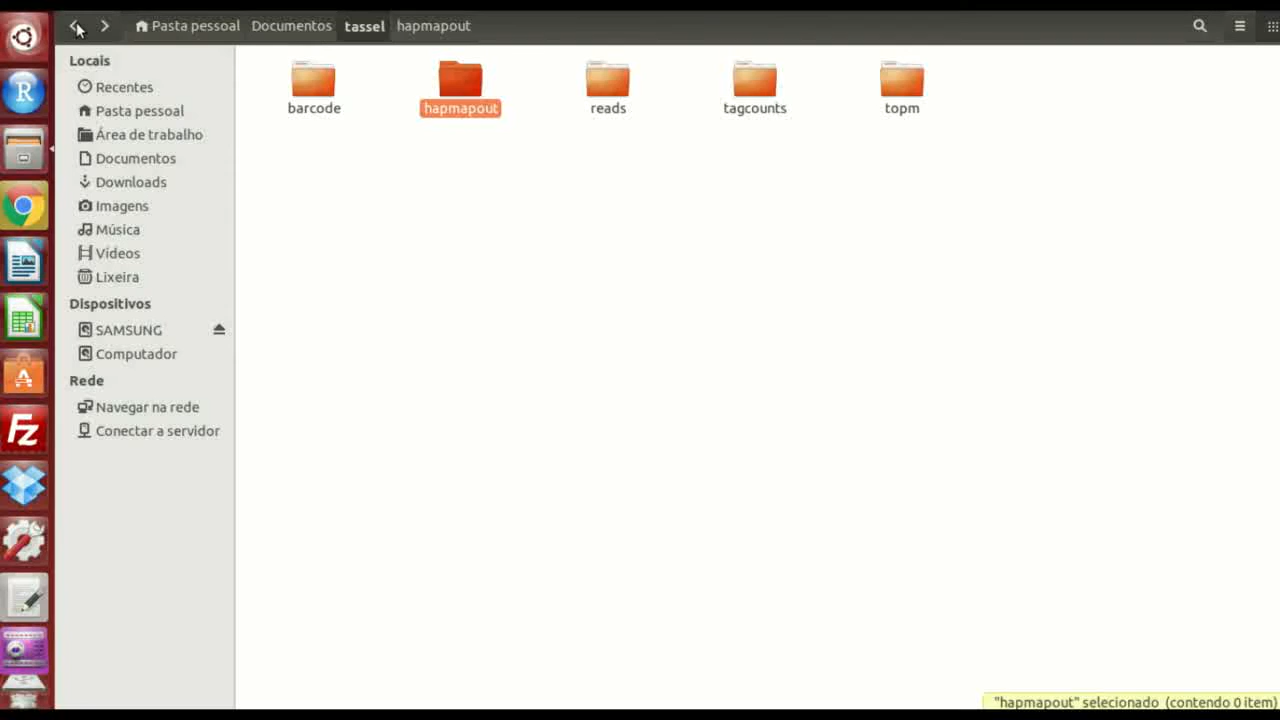 Pasta pessoal Documentos tassel hapmapout
Locais
Recentes
Pasta pessoal
Área de trabalho
Documentos
Downloads
Imagens
Música
Vídeos
Lixeira
Dispositivos
SAMSUNG
Computador
Rede
Navegar na rede
Conectar a servidor
barcode hapmapout reads tagcounts topm
R
A
FZ
"hapmapout" selecionado (contendo 0 item)